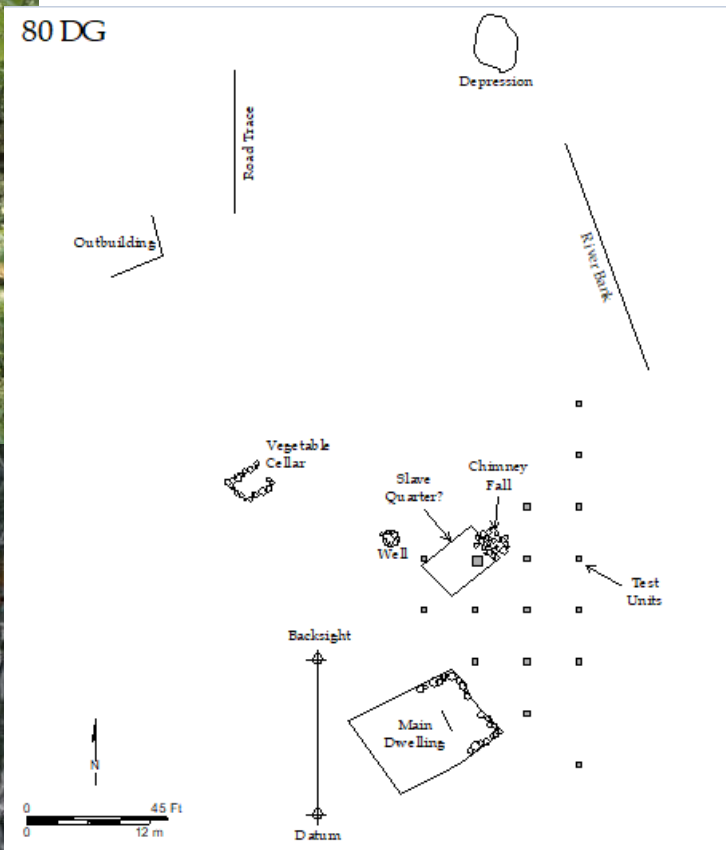 80 DG
Depression
Road Trace
Outbuilding
River Bank
Vegetable
Cellar
Slave
Quarter?
Chimney
Fall
Well
Test
Units
Backsight
Main
Dwelling
N
0 45 Ft
0 12 m
Datum